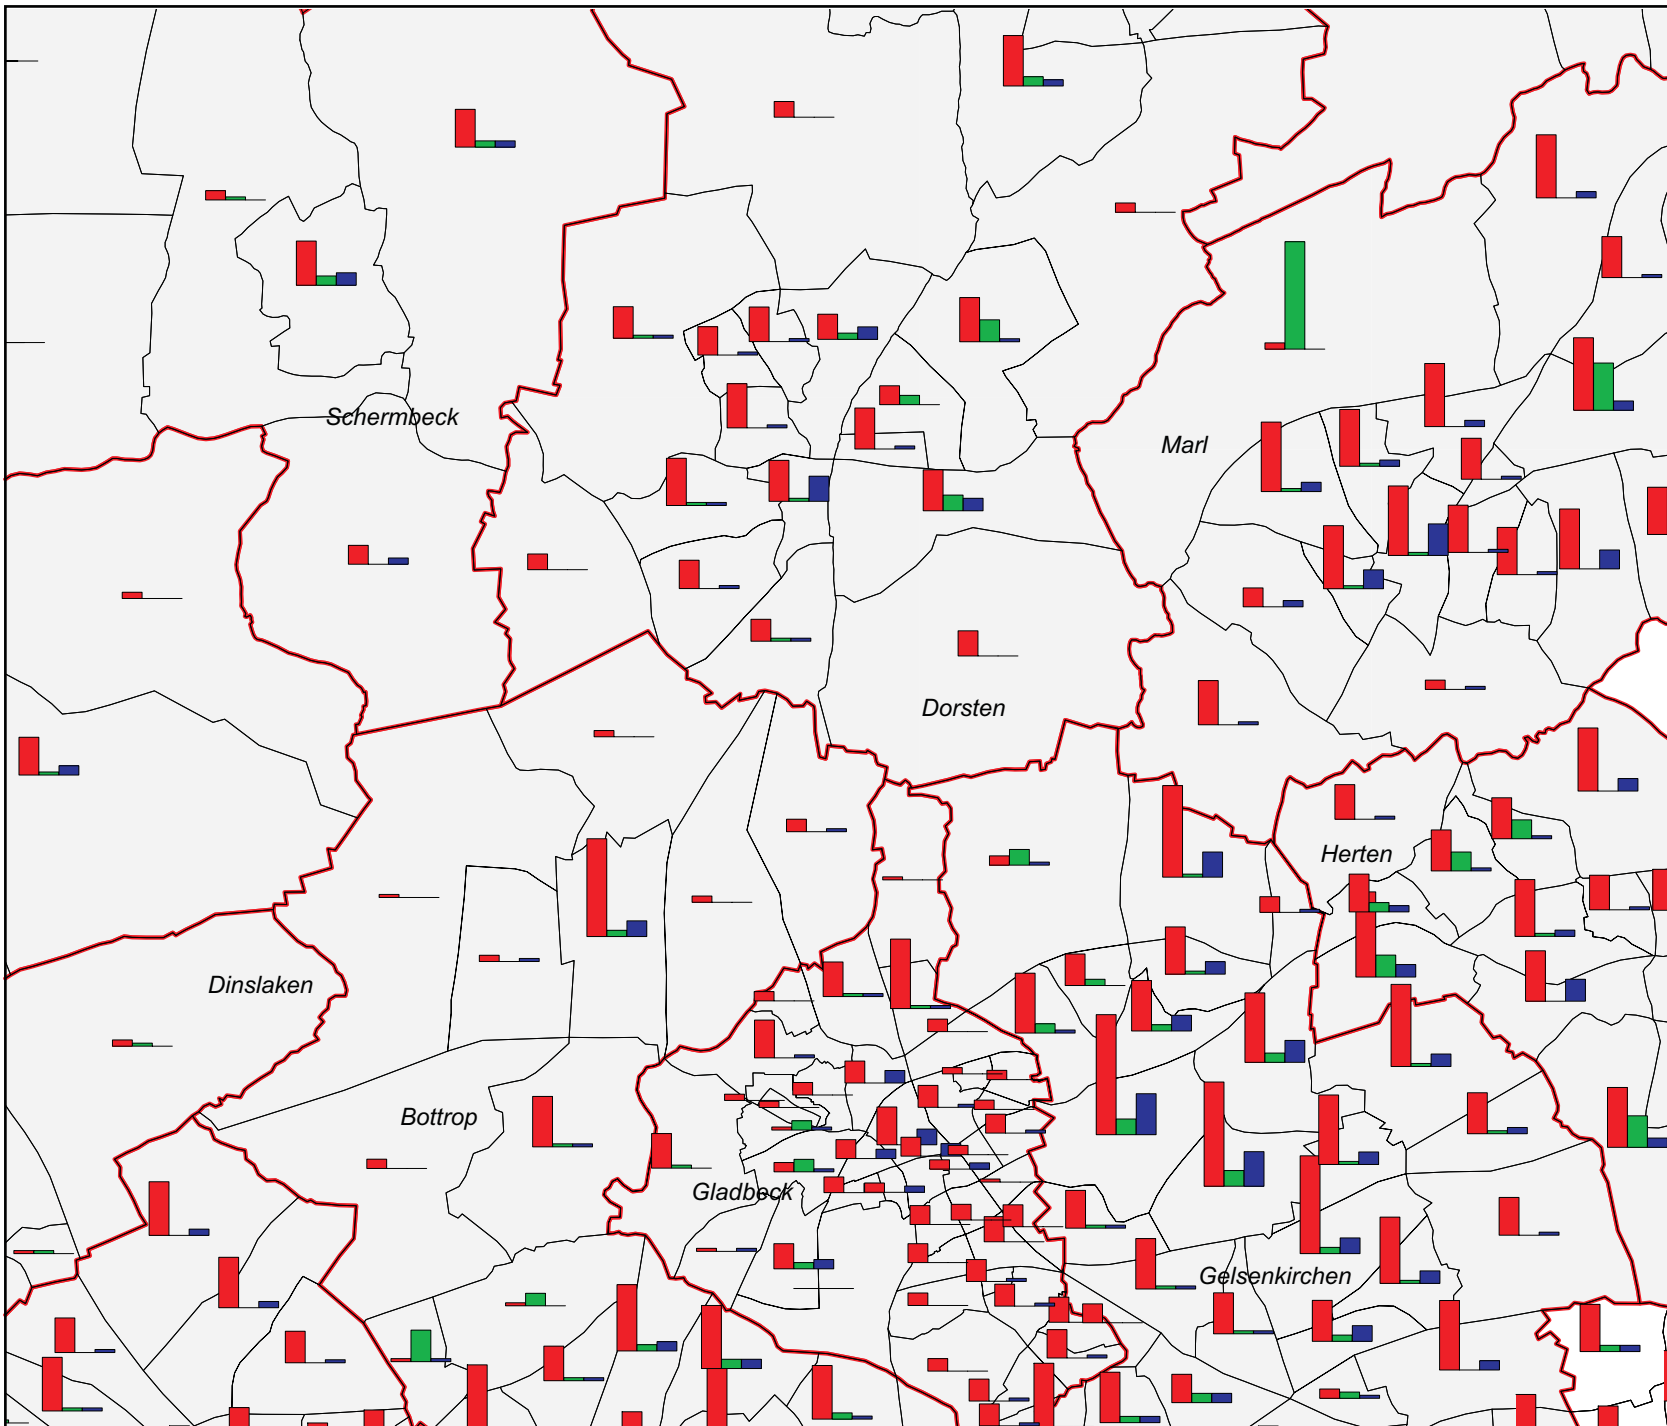 Schermbeck
Marl
Dorsten
Herten
Dinslaken
Bottrop
Gladbeck
Gelsenkirchen